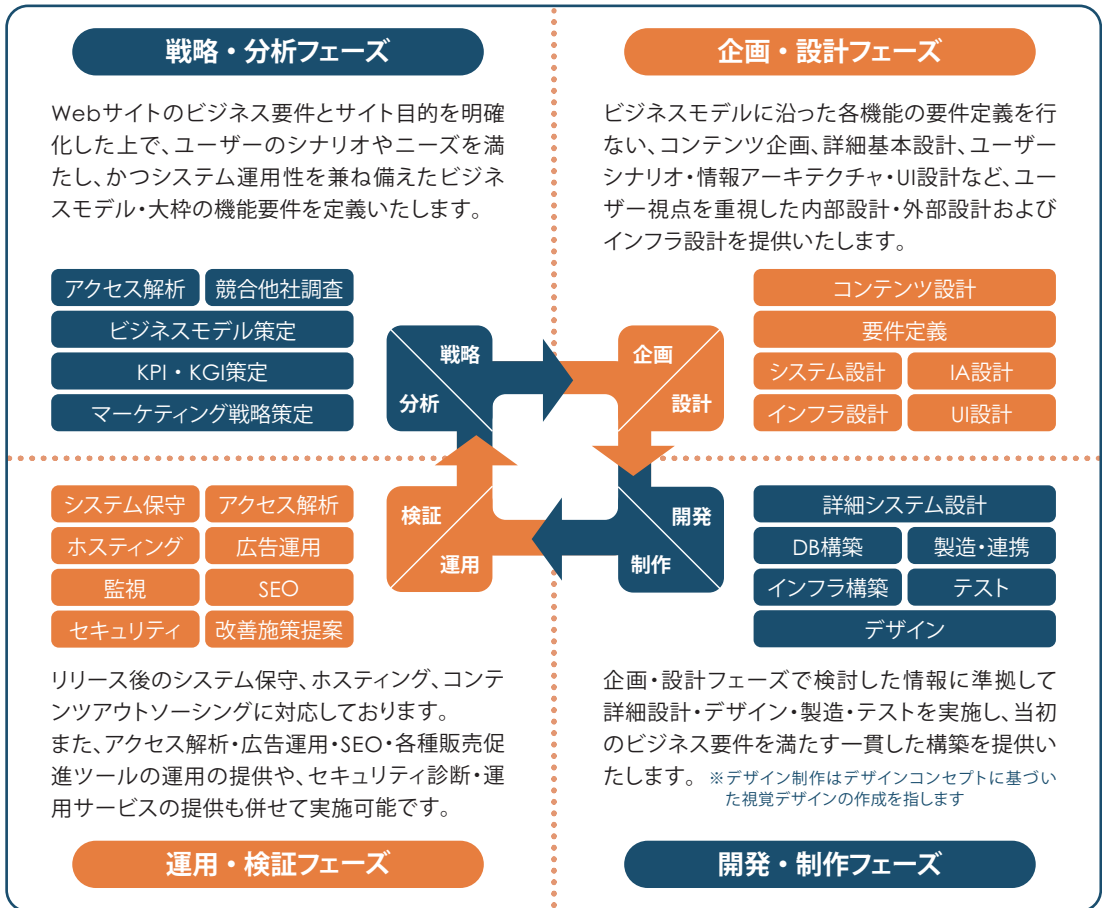 戦略・分析フェーズ
Webサイトのビジネス要件とサイト目的を明確
化した上で、ユーザーのシナリオやニーズを満
たし、かつシステム運用性を兼ね備えたビジネ
スモデル・大枠の機能要件を定義いたします。
アクセス解析
競合他社調査
ビジネスモデル策定
KPI・KGI策定
マーケティング戦略策定
企画・設計フェーズ
ビジネスモデルに沿った各機能の要件定義を行
ない、コンテンツ企画、詳細基本設計、ユーザー
シナリオ・情報アーキテクチャ・UI設計など、ユー
ザー視点を重視した内部設計・外部設計および
インフラ設計を提供いたします。
コンテンツ設計
要件定義
システム設計
IA設計
インフラ設計
UI設計
戦略
分析
企画
設計
検証
運用
開発
制作
システム保守
アクセス解析
ホスティング
広告運用
監視
SEO
セキュリティ
改善施策提案
リリース後のシステム保守、ホスティング、コンテ
ンツアウトソーシングに対応しております。
また、アクセス解析・広告運用・SEO・各種販売促
進ツールの運用の提供や、セキュリティ診断・運
用サービスの提供も併せて実施可能です。
運用・検証フェーズ
詳細システム設計
DB構築
製造・連携
インフラ構築
テスト
デザイン
企画・設計フェーズで検討した情報に準拠して
詳細設計・デザイン・製造・テストを実施し、当初
のビジネス要件を満たす一貫した構築を提供い
たします。 ※デザイン制作はデザインコンセプトに基づい
た視覚デザインの作成を指します
開発・制作フェーズ